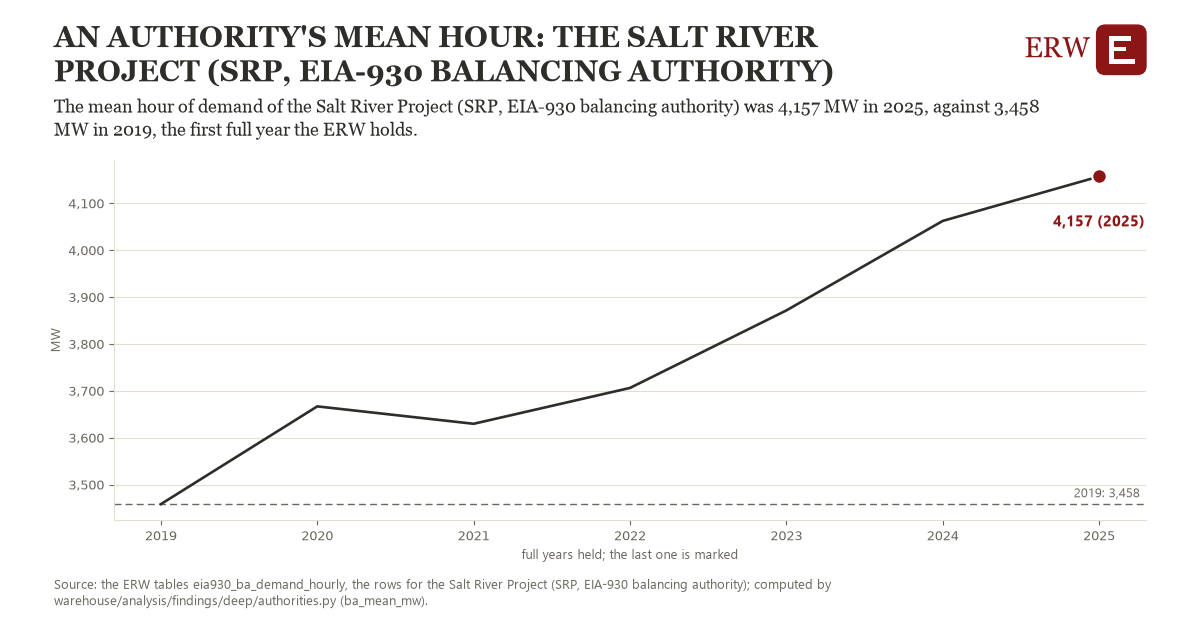 AN AUTHORITY'S MEAN HOUR: THE SALT RIVER
PROJECT (SRP, EIA-930 BALANCING AUTHORITY)
ERW E
The mean hour of demand of the Salt River Project (SRP, EIA-930 balancing authority) was 4,157 MW in 2025, against 3,458
MW in 2019, the first full year the ERW holds.
4,100
4,000
3,900
3,800
3,700
3,600
3,500
MW
4,157 (2025)
2019: 3,458
2019 2020 2021 2022 2023 2024 2025
full years held; the last one is marked
Source: the ERW tables eia930_ba_demand_hourly, the rows for the Salt River Project (SRP, EIA-930 balancing authority); computed by
warehouse/analysis/findings/deep/authorities.py (ba_mean_mw).